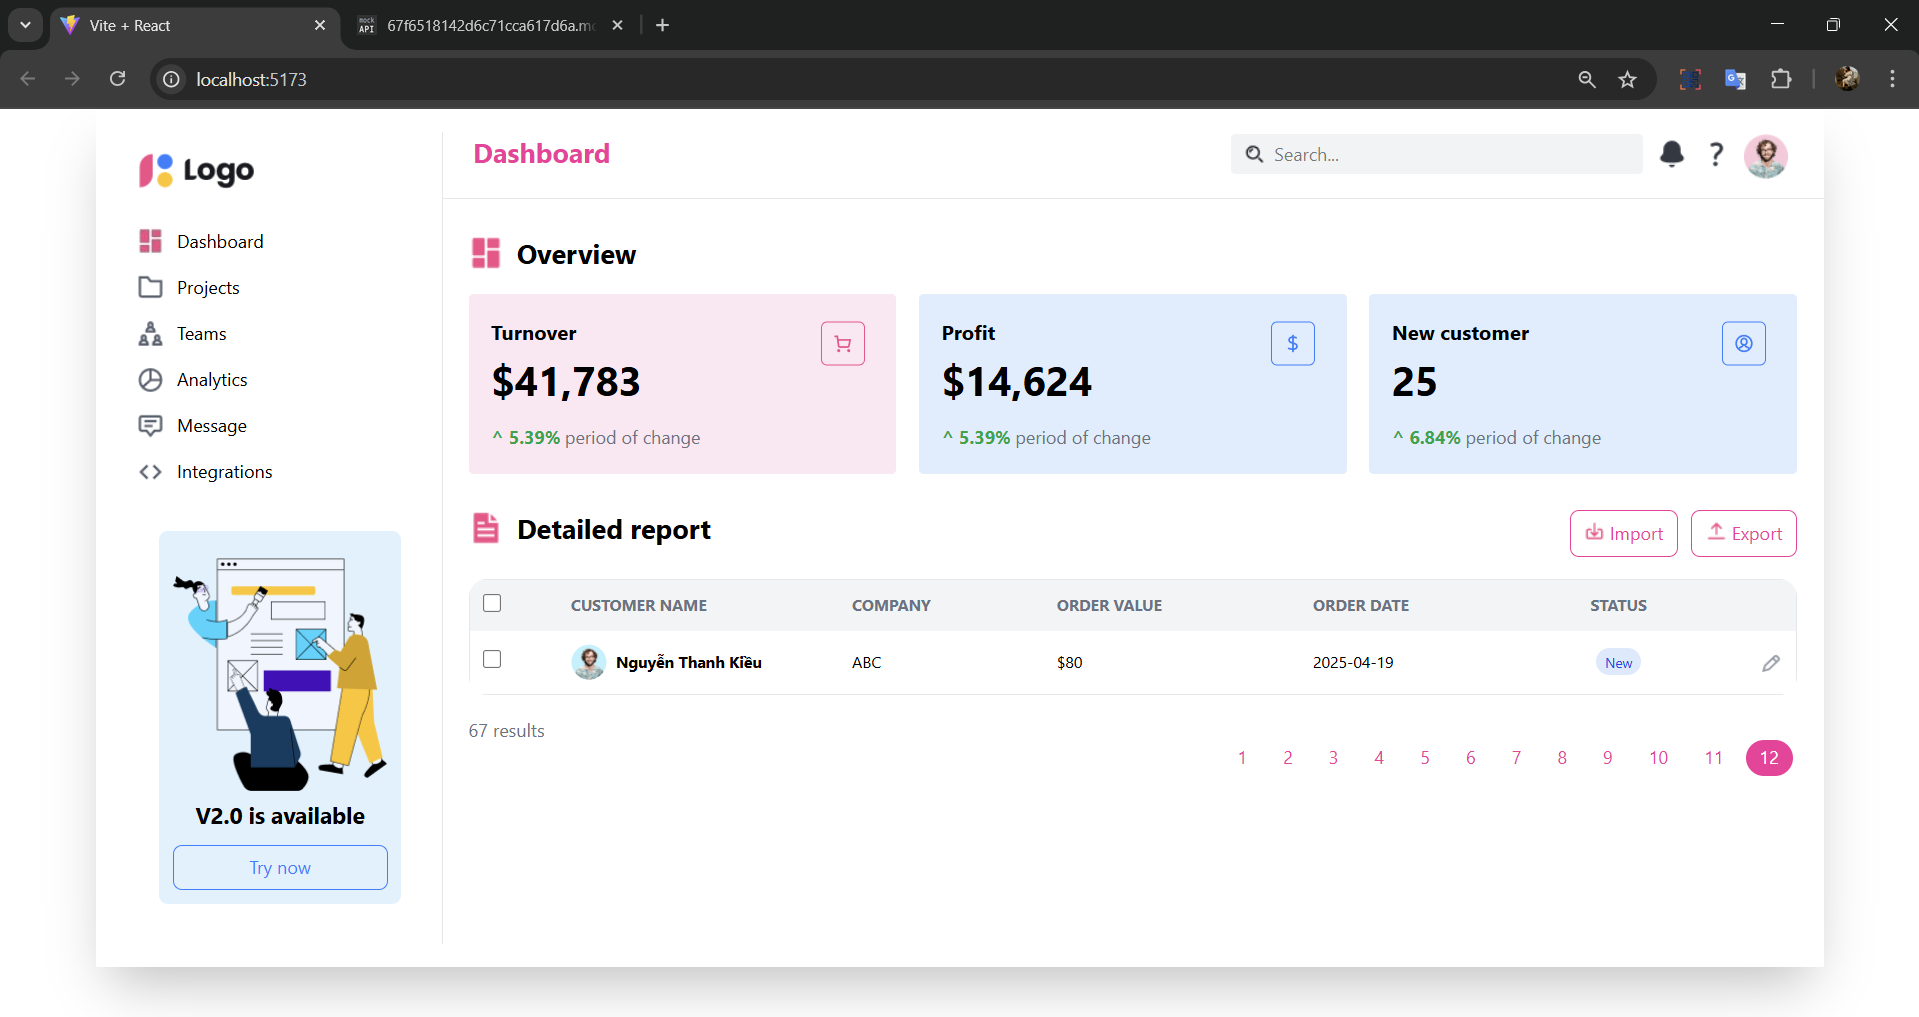 Vite + React
mock API
67f6518142d6c71cca617d6a.m
localhost:5173
Logo
Dashboard
Projects
Teams
Analytics
Message
Integrations
V2.0 is available
Try now
Dashboard
Search...
Overview
Turnover
$41,783
^ 5.39% period of change
Profit
$14,624
^ 5.39% period of change
New customer
25
^ 6.84% period of change
Detailed report
Import
Export
CUSTOMER NAME COMPANY ORDER VALUE ORDER DATE STATUS
Nguyễn Thanh Kiều ABC $80 2025-04-19 New
67 results
1 2 3 4 5 6 7 8 9 10 11 12